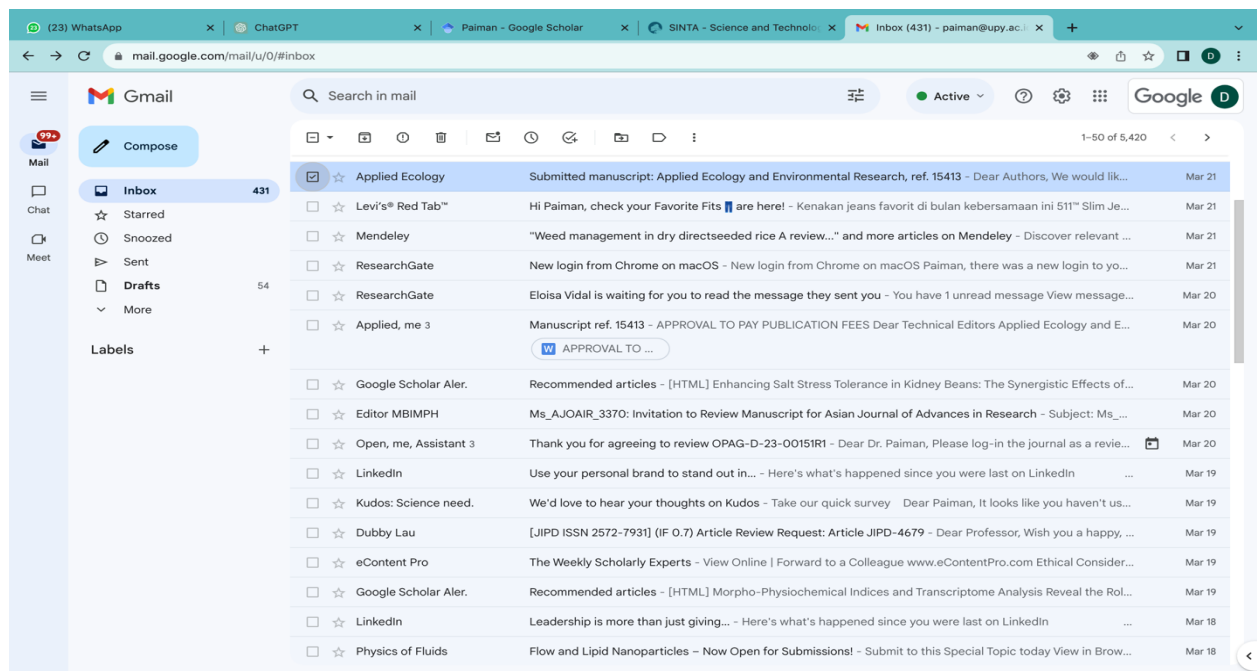 (23) WhatsApp
ChatGPT
Paiman - Google Scholar
SINTA - Science and Technolo
Inbox (431) - paiman@upy.ac.i
mail.google.com/mail/u/0/#inbox
D
Gmail
Search in mail
Active
Google D
99+
Mail
Chat
Meet
Compose
Inbox 431
Starred
Snoozed
Sent
Drafts 54
More
Labels
1–50 of 5,420
Applied Ecology Submitted manuscript: Applied Ecology and Environmental Research, ref. 15413 - Dear Authors, We would lik... Mar 21
Levi's® Red Tab™ Hi Paiman, check your Favorite Fits 👖 are here! - Kenakan jeans favorit di bulan kebersamaan ini 511™ Slim Je... Mar 21
Mendeley "Weed management in dry directseeded rice A review..." and more articles on Mendeley - Discover relevant ... Mar 21
ResearchGate New login from Chrome on macOS - New login from Chrome on macOS Paiman, there was a new login to yo... Mar 21
ResearchGate Eloisa Vidal is waiting for you to read the message they sent you - You have 1 unread message View message... Mar 20
Applied, me 3 Manuscript ref. 15413 - APPROVAL TO PAY PUBLICATION FEES Dear Technical Editors Applied Ecology and E... Mar 20
W APPROVAL TO ...
Google Scholar Aler. Recommended articles - [HTML] Enhancing Salt Stress Tolerance in Kidney Beans: The Synergistic Effects of... Mar 20
Editor MBIMPH Ms_AJOAIR_3370: Invitation to Review Manuscript for Asian Journal of Advances in Research - Subject: Ms_... Mar 20
Open, me, Assistant 3 Thank you for agreeing to review OPAG-D-23-00151R1 - Dear Dr. Paiman, Please log-in the journal as a revie... Mar 20
LinkedIn Use your personal brand to stand out in... - Here's what's happened since you were last on LinkedIn ... Mar 19
Kudos: Science need. We'd love to hear your thoughts on Kudos - Take our quick survey Dear Paiman, It looks like you haven't us... Mar 19
Dubby Lau [JIPD ISSN 2572-7931] (IF 0.7) Article Review Request: Article JIPD-4679 - Dear Professor, Wish you a happy, ... Mar 19
eContent Pro The Weekly Scholarly Experts - View Online | Forward to a Colleague www.eContentPro.com Ethical Consider... Mar 19
Google Scholar Aler. Recommended articles - [HTML] Morpho-Physiochemical Indices and Transcriptome Analysis Reveal the Rol... Mar 19
LinkedIn Leadership is more than just giving... - Here's what's happened since you were last on LinkedIn ... Mar 18
Physics of Fluids Flow and Lipid Nanoparticles – Now Open for Submissions! - Submit to this Special Topic today View in Brow... Mar 18